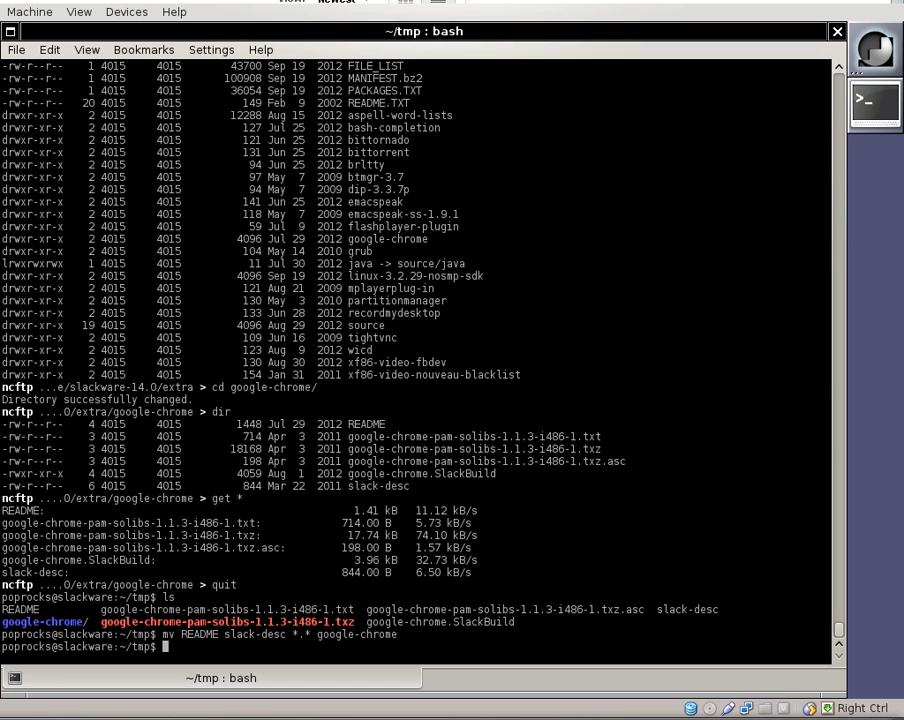 Machine View Devices Help
~/tmp : bash
File Edit View Bookmarks Settings Help
-rw-r--r-- 1 4015 4015 43700 Sep 19 2012 FILE_LIST
-rw-r--r-- 1 4015 4015 100908 Sep 19 2012 MANIFEST.bz2
-rw-r--r-- 1 4015 4015 36054 Sep 19 2012 PACKAGES.TXT
-rw-r--r-- 20 4015 4015 149 Feb 9 2002 README.TXT
drwxr-xr-x 2 4015 4015 12288 Aug 15 2012 aspell-word-lists
drwxr-xr-x 2 4015 4015 127 Jul 25 2012 bash-completion
drwxr-xr-x 2 4015 4015 121 Jun 25 2012 bittornado
drwxr-xr-x 2 4015 4015 131 Jun 25 2012 bittorrent
drwxr-xr-x 2 4015 4015 94 Jun 25 2012 brltty
drwxr-xr-x 2 4015 4015 97 May 7 2009 btmgr-3.7
drwxr-xr-x 2 4015 4015 94 May 7 2009 dip-3.3.7p
drwxr-xr-x 2 4015 4015 141 Jun 25 2012 emacspeak
drwxr-xr-x 2 4015 4015 118 May 7 2009 emacspeak-ss-1.9.1
drwxr-xr-x 2 4015 4015 59 Jul 9 2012 flashplayer-plugin
drwxr-xr-x 2 4015 4015 4096 Jul 29 2012 google-chrome
drwxr-xr-x 2 4015 4015 104 May 14 2010 grub
lrwxrwxrwx 1 4015 4015 11 Jul 30 2012 java -> source/java
drwxr-xr-x 2 4015 4015 4096 Sep 19 2012 linux-3.2.29-nosmp-sdk
drwxr-xr-x 2 4015 4015 121 Aug 21 2009 mplayerplug-in
drwxr-xr-x 2 4015 4015 130 May 3 2010 partitionmanager
drwxr-xr-x 2 4015 4015 133 Jun 28 2012 recordmydesktop
drwxr-xr-x 19 4015 4015 4096 Aug 29 2012 source
drwxr-xr-x 2 4015 4015 109 Jun 16 2009 tightvnc
drwxr-xr-x 2 4015 4015 123 Aug 9 2012 wicd
drwxr-xr-x 2 4015 4015 130 Aug 30 2012 xf86-video-fbdev
drwxr-xr-x 2 4015 4015 154 Jan 31 2011 xf86-video-nouveau-blacklist
ncftp ...e/slackware-14.0/extra > cd google-chrome/
Directory successfully changed.
ncftp ....0/extra/google-chrome > dir
-rw-r--r-- 4 4015 4015 1448 Jul 29 2012 README
-rw-r--r-- 3 4015 4015 714 Apr 3 2011 google-chrome-pam-solibs-1.1.3-i486-1.txt
-rw-r--r-- 3 4015 4015 18168 Apr 3 2011 google-chrome-pam-solibs-1.1.3-i486-1.txz
-rw-r--r-- 3 4015 4015 198 Apr 3 2011 google-chrome-pam-solibs-1.1.3-i486-1.txz.asc
-rwxr-xr-x 4 4015 4015 4059 Aug 1 2012 google-chrome.SlackBuild
-rw-r--r-- 6 4015 4015 844 Mar 22 2011 slack-desc
ncftp ....0/extra/google-chrome > get *
README: 1.41 kB 11.12 kB/s
google-chrome-pam-solibs-1.1.3-i486-1.txt: 714.00 B 5.73 kB/s
google-chrome-pam-solibs-1.1.3-i486-1.txz: 17.74 kB 74.10 kB/s
google-chrome-pam-solibs-1.1.3-i486-1.txz.asc: 198.00 B 1.57 kB/s
google-chrome.SlackBuild: 3.96 kB 32.73 kB/s
slack-desc: 844.00 B 6.50 kB/s
ncftp ....0/extra/google-chrome > quit
poprocks@slackware:~/tmp$ ls
README google-chrome-pam-solibs-1.1.3-i486-1.txt google-chrome-pam-solibs-1.1.3-i486-1.txz.asc slack-desc
google-chrome/ google-chrome-pam-solibs-1.1.3-i486-1.txz google-chrome.SlackBuild
poprocks@slackware:~/tmp$ mv README slack-desc *.* google-chrome
poprocks@slackware:~/tmp$
~/tmp : bash
Right Ctrl